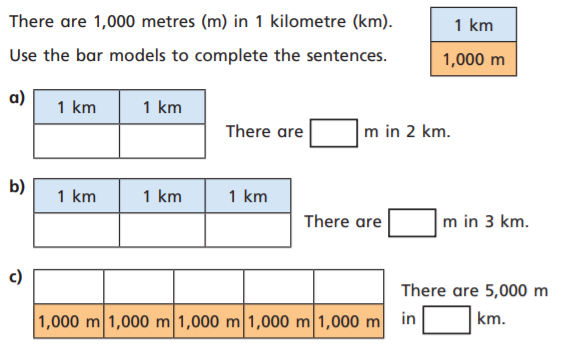 There are 1,000 metres (m) in 1 kilometre (km).
Use the bar models to complete the sentences.
1 km
1,000 m
a)
1 km 1 km
There are m in 2 km.
b)
1 km 1 km 1 km
There are m in 3 km.
c)
1,000 m 1,000 m 1,000 m 1,000 m 1,000 m
There are 5,000 m
in km.